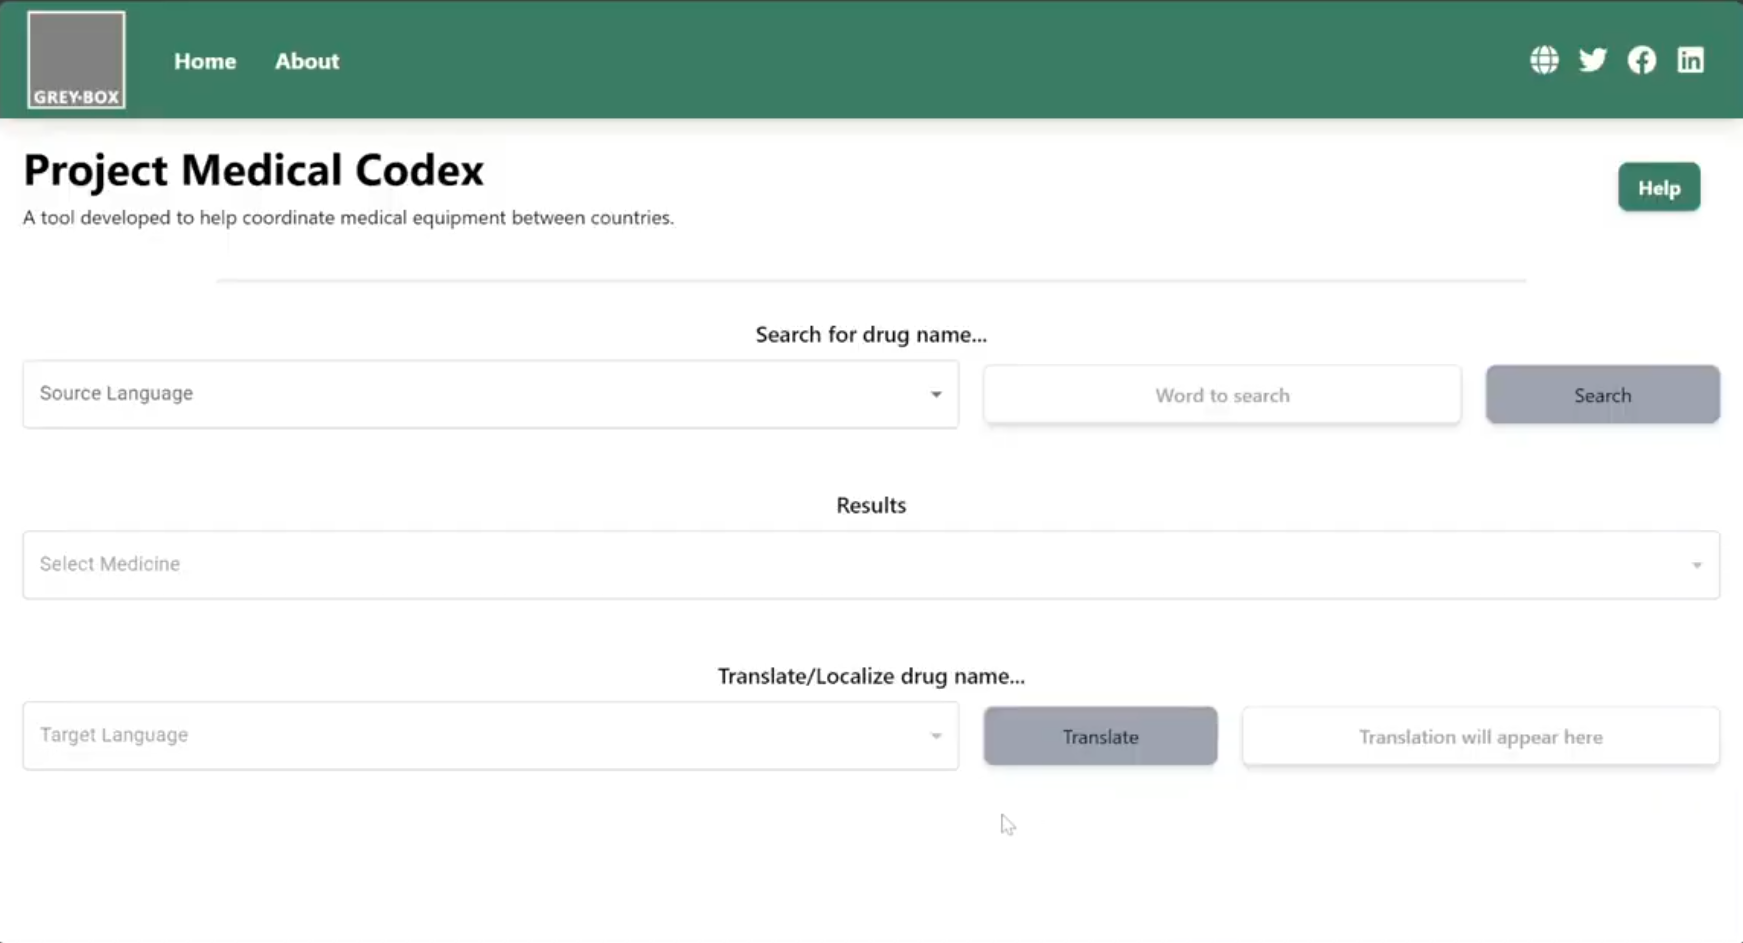 GREY·BOX
Home
About
Project Medical Codex
A tool developed to help coordinate medical equipment between countries.
Help
Search for drug name...
Source Language
Word to search
Search
Results
Select Medicine
Translate/Localize drug name...
Target Language
Translate
Translation will appear here